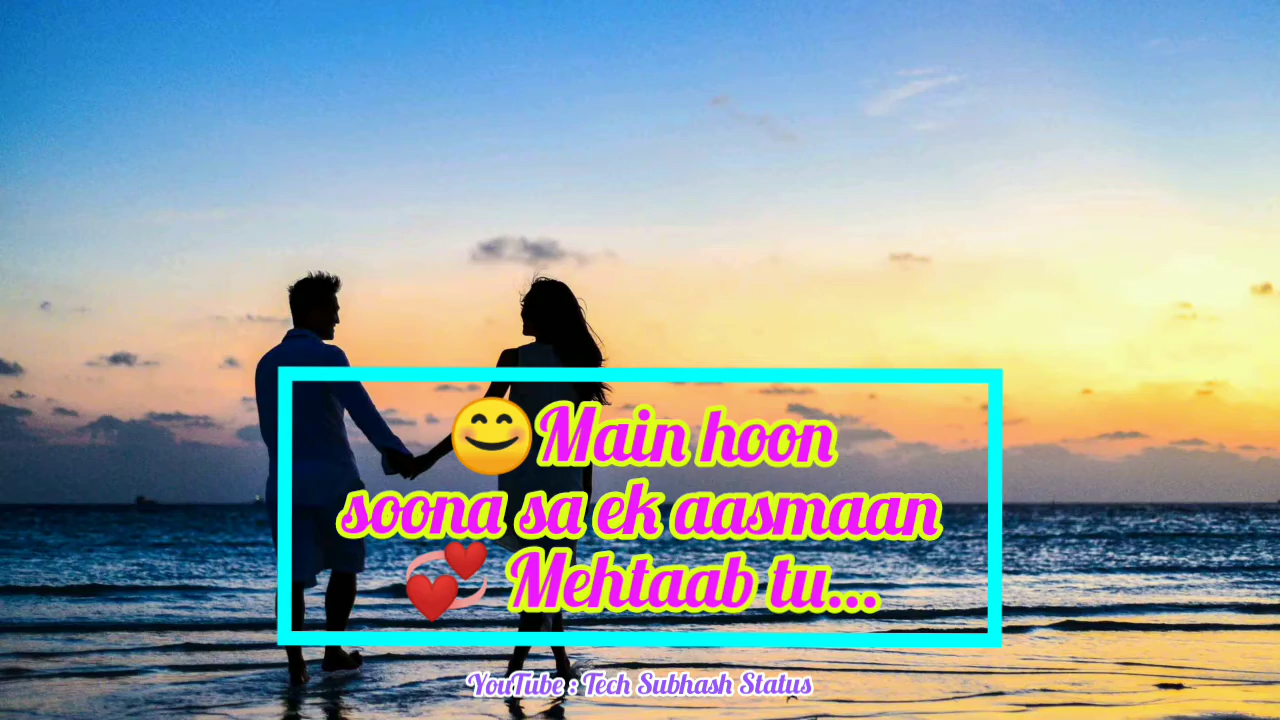 😊Main hoon
soona sa ek aasmaan
💞 Mehtaab tu...
YouTube : Tech Subhash Status